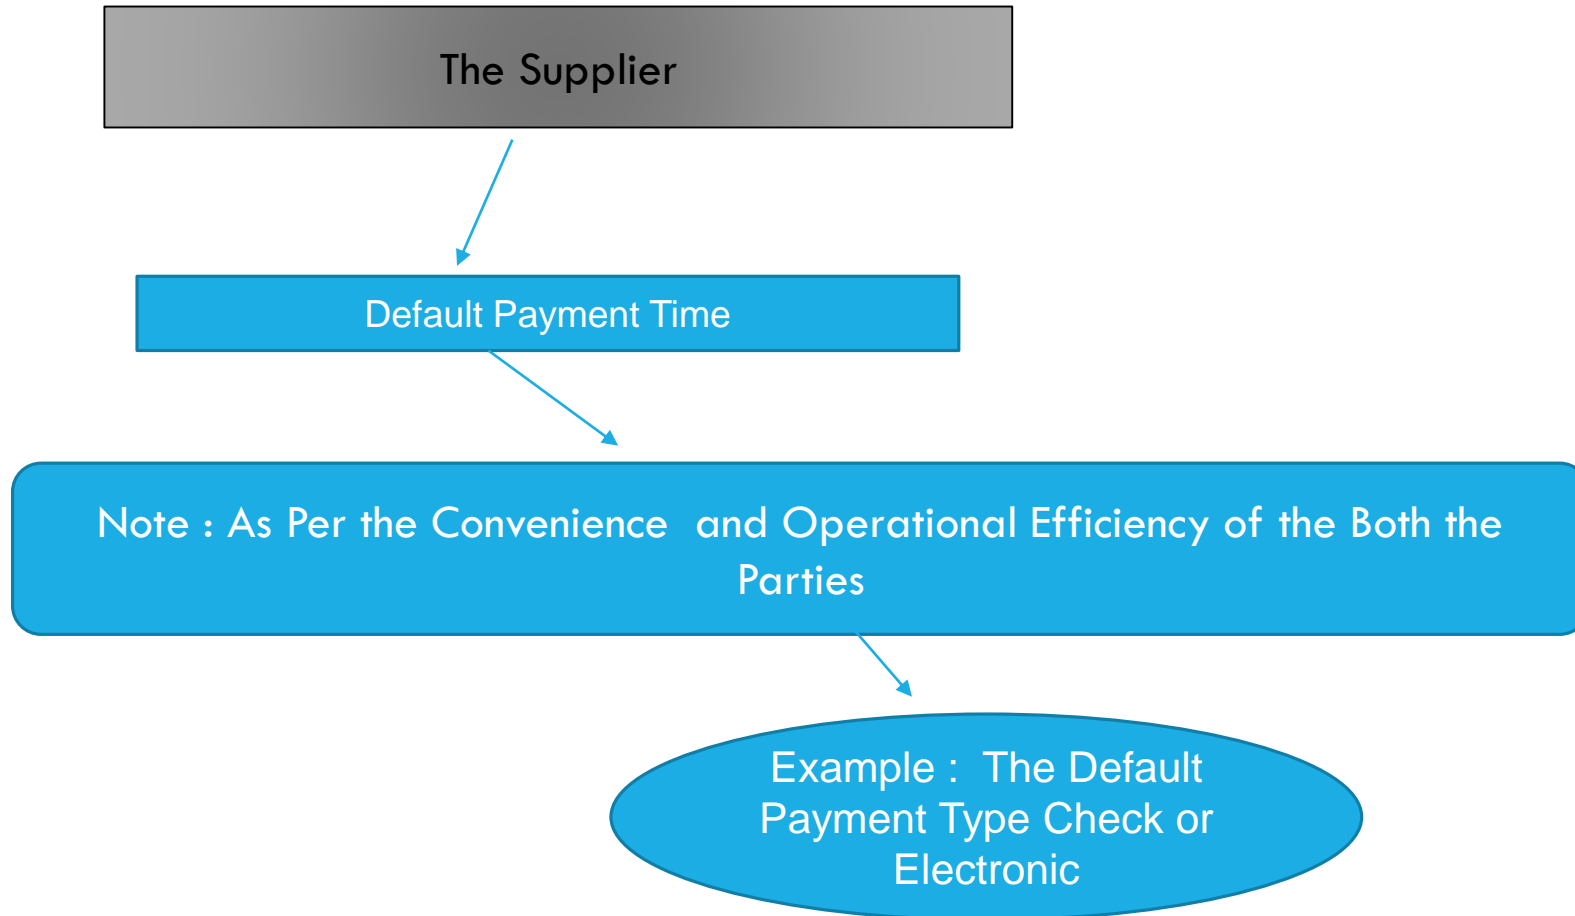 The Supplier
Default Payment Time
Note : As Per the Convenience  and Operational Efficiency of the Both the
Parties
Example :  The Default
Payment Type Check or
Electronic